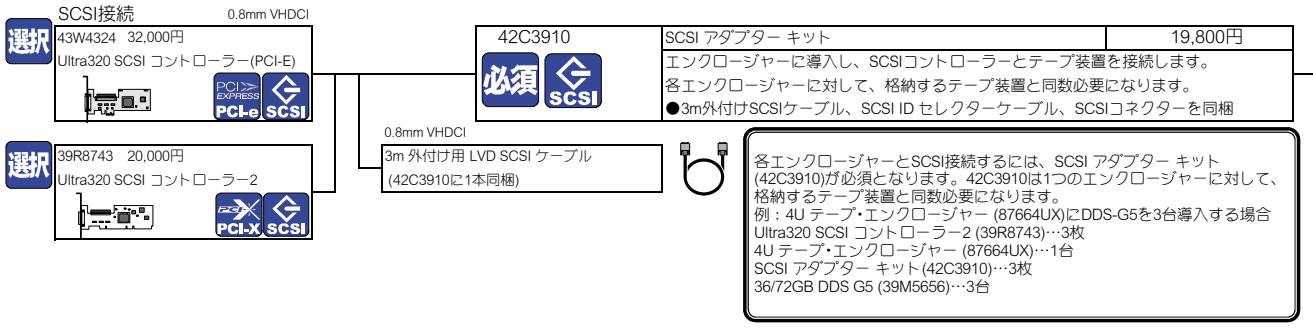 SCSI接続 0.8mm VHDCI
選択
43W4324 32,000円
Ultra320 SCSI コントローラー(PCI-E)
PCI EXPRESS
PCI-e
SCSI
選択
39R8743 20,000円
Ultra320 SCSI コントローラー2
PCI-X
PCI-X
SCSI
0.8mm VHDCI
3m 外付け用 LVD SCSI ケーブル
(42C3910に1本同梱)
42C3910
必須
SCSI
SCSI アダプター キット 19,800円
エンクロージャーに導入し、SCSIコントローラーとテープ装置を接続します。
各エンクロージャーに対して、格納するテープ装置と同数必要になります。
●3m外付けSCSIケーブル、SCSI ID セレクターケーブル、SCSIコネクターを同梱
各エンクロージャーとSCSI接続するには、SCSI アダプター キット
(42C3910)が必須となります。42C3910は1つのエンクロージャーに対して、
格納するテープ装置と同数必要になります。
例：4U テープ・エンクロージャー (87664UX)にDDS-G5を3台導入する場合
Ultra320 SCSI コントローラー2 (39R8743)…3枚
4U テープ・エンクロージャー (87664UX)…1台
SCSI アダプター キット(42C3910)…3枚
36/72GB DDS G5 (39M5656)…3台